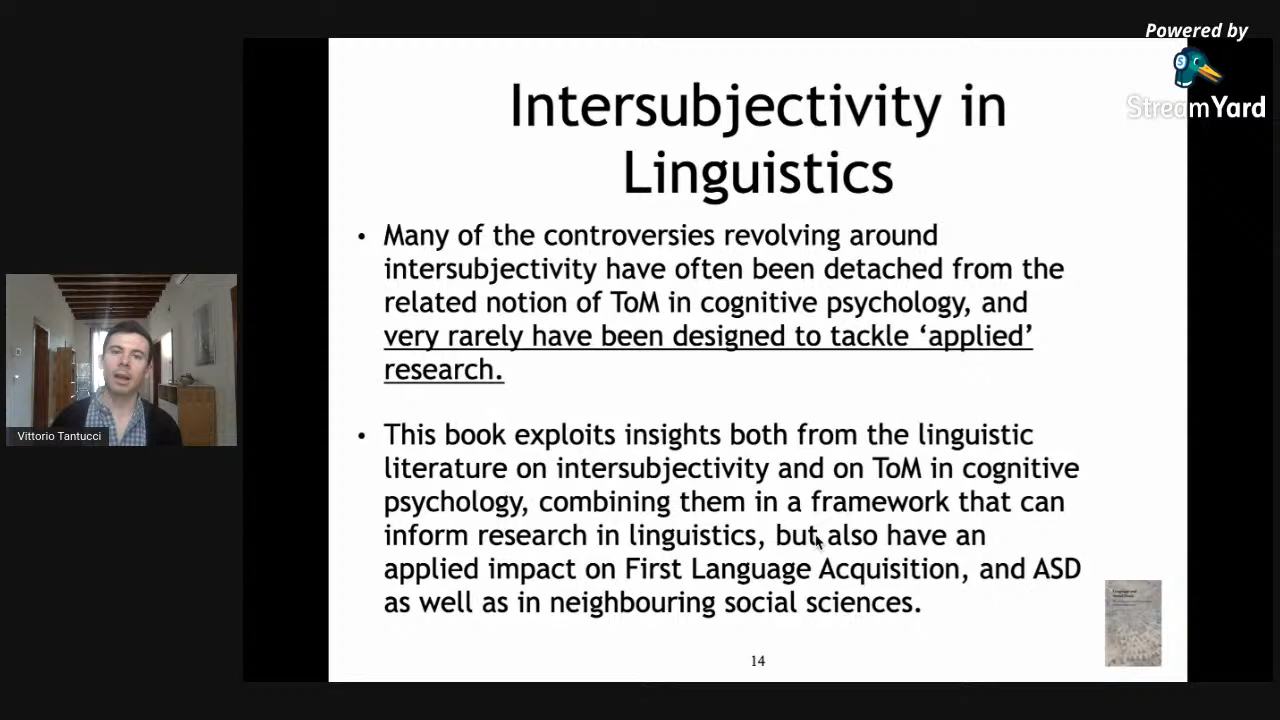 Powered by
StreamYard
Intersubjectivity in
Linguistics
• Many of the controversies revolving around
intersubjectivity have often been detached from the
related notion of ToM in cognitive psychology, and
very rarely have been designed to tackle ‘applied’
research.
• This book exploits insights both from the linguistic
literature on intersubjectivity and on ToM in cognitive
psychology, combining them in a framework that can
inform research in linguistics, but also have an
applied impact on First Language Acquisition, and ASD
as well as in neighbouring social sciences.
14
Vittorio Tantucci